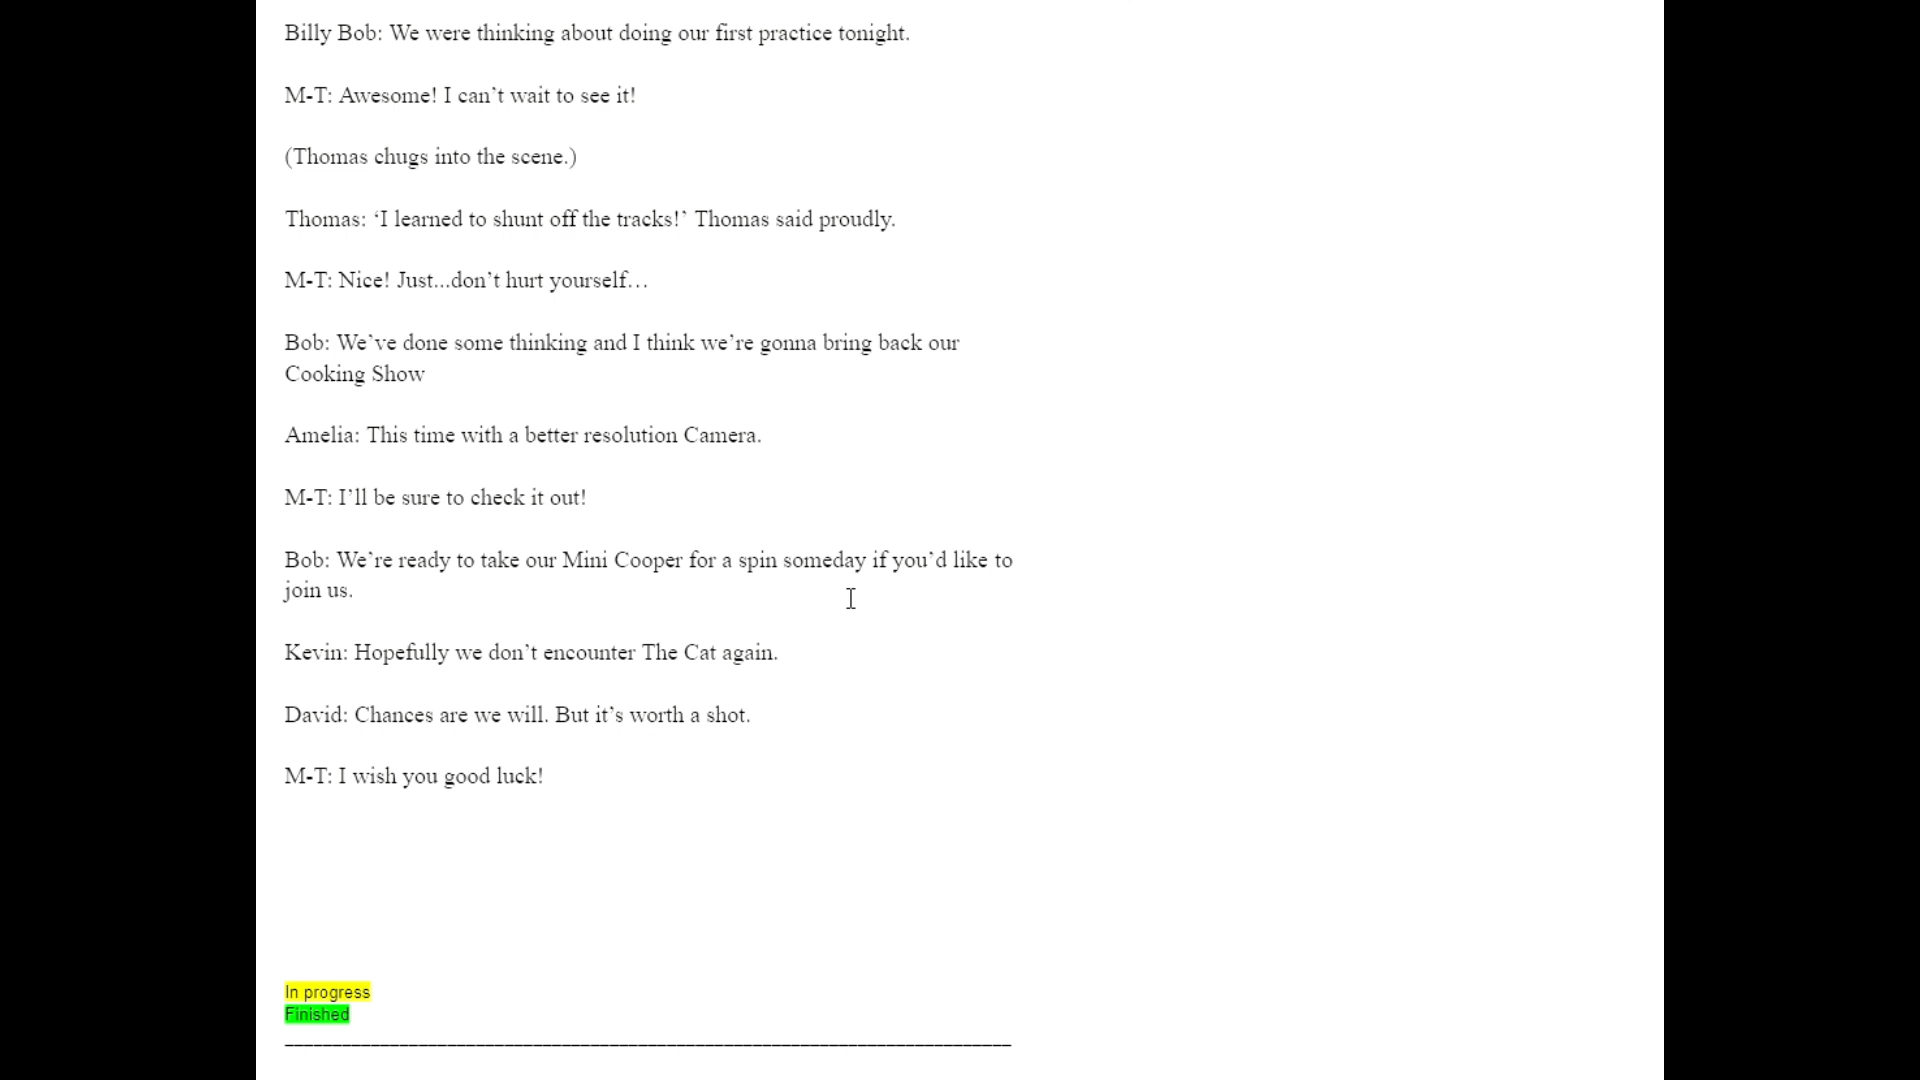 Billy Bob: We were thinking about doing our first practice tonight.
M-T: Awesome! I can’t wait to see it!
(Thomas chugs into the scene.)
Thomas: ‘I learned to shunt off the tracks!’ Thomas said proudly.
M-T: Nice! Just...don’t hurt yourself…
Bob: We’ve done some thinking and I think we’re gonna bring back our
Cooking Show
Amelia: This time with a better resolution Camera.
M-T: I’ll be sure to check it out!
Bob: We’re ready to take our Mini Cooper for a spin someday if you’d like to
join us.
Kevin: Hopefully we don’t encounter The Cat again.
David: Chances are we will. But it’s worth a shot.
M-T: I wish you good luck!
In progress
Finished